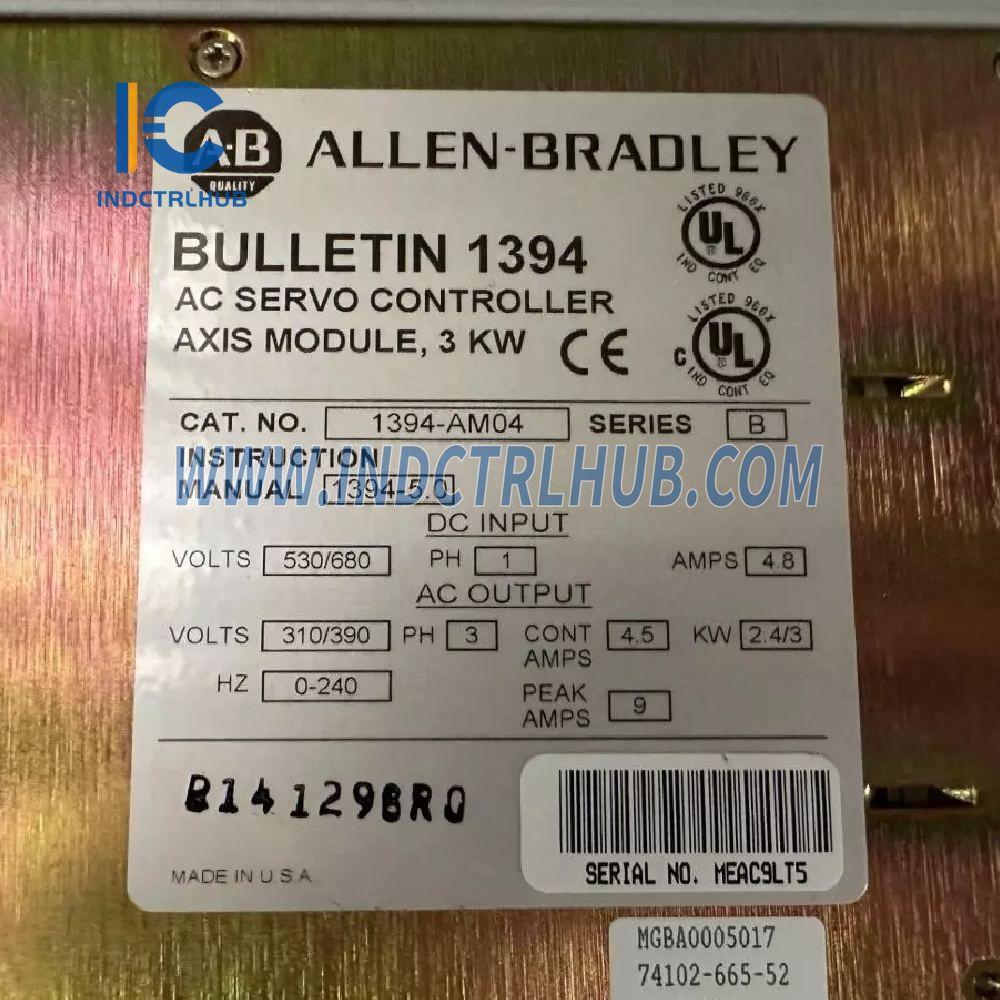 A-B
QUALITY
ALLEN-BRADLEY
INDCTRLHUB
LISTED 966X
UL
IND CONT EQ
BULLETIN 1394
AC SERVO CONTROLLER
AXIS MODULE, 3 KW
CE
LISTED 966X
C UL
IND CONT EQ
CAT. NO. 1394-AM04 SERIES B
INSTRUCTION
MANUAL 1394-5.0
WWW.INDCTRLHUB.COM
DC INPUT
VOLTS 530/680 PH 1 AMPS 4.8
AC OUTPUT
VOLTS 310/390 PH 3 CONT AMPS 4.5 KW 2.4/3
HZ 0-240 PEAK AMPS 9
B141298R0
MADE IN U.S.A.
SERIAL NO. MEAC9LT5
MGBA0005017
74102-665-52